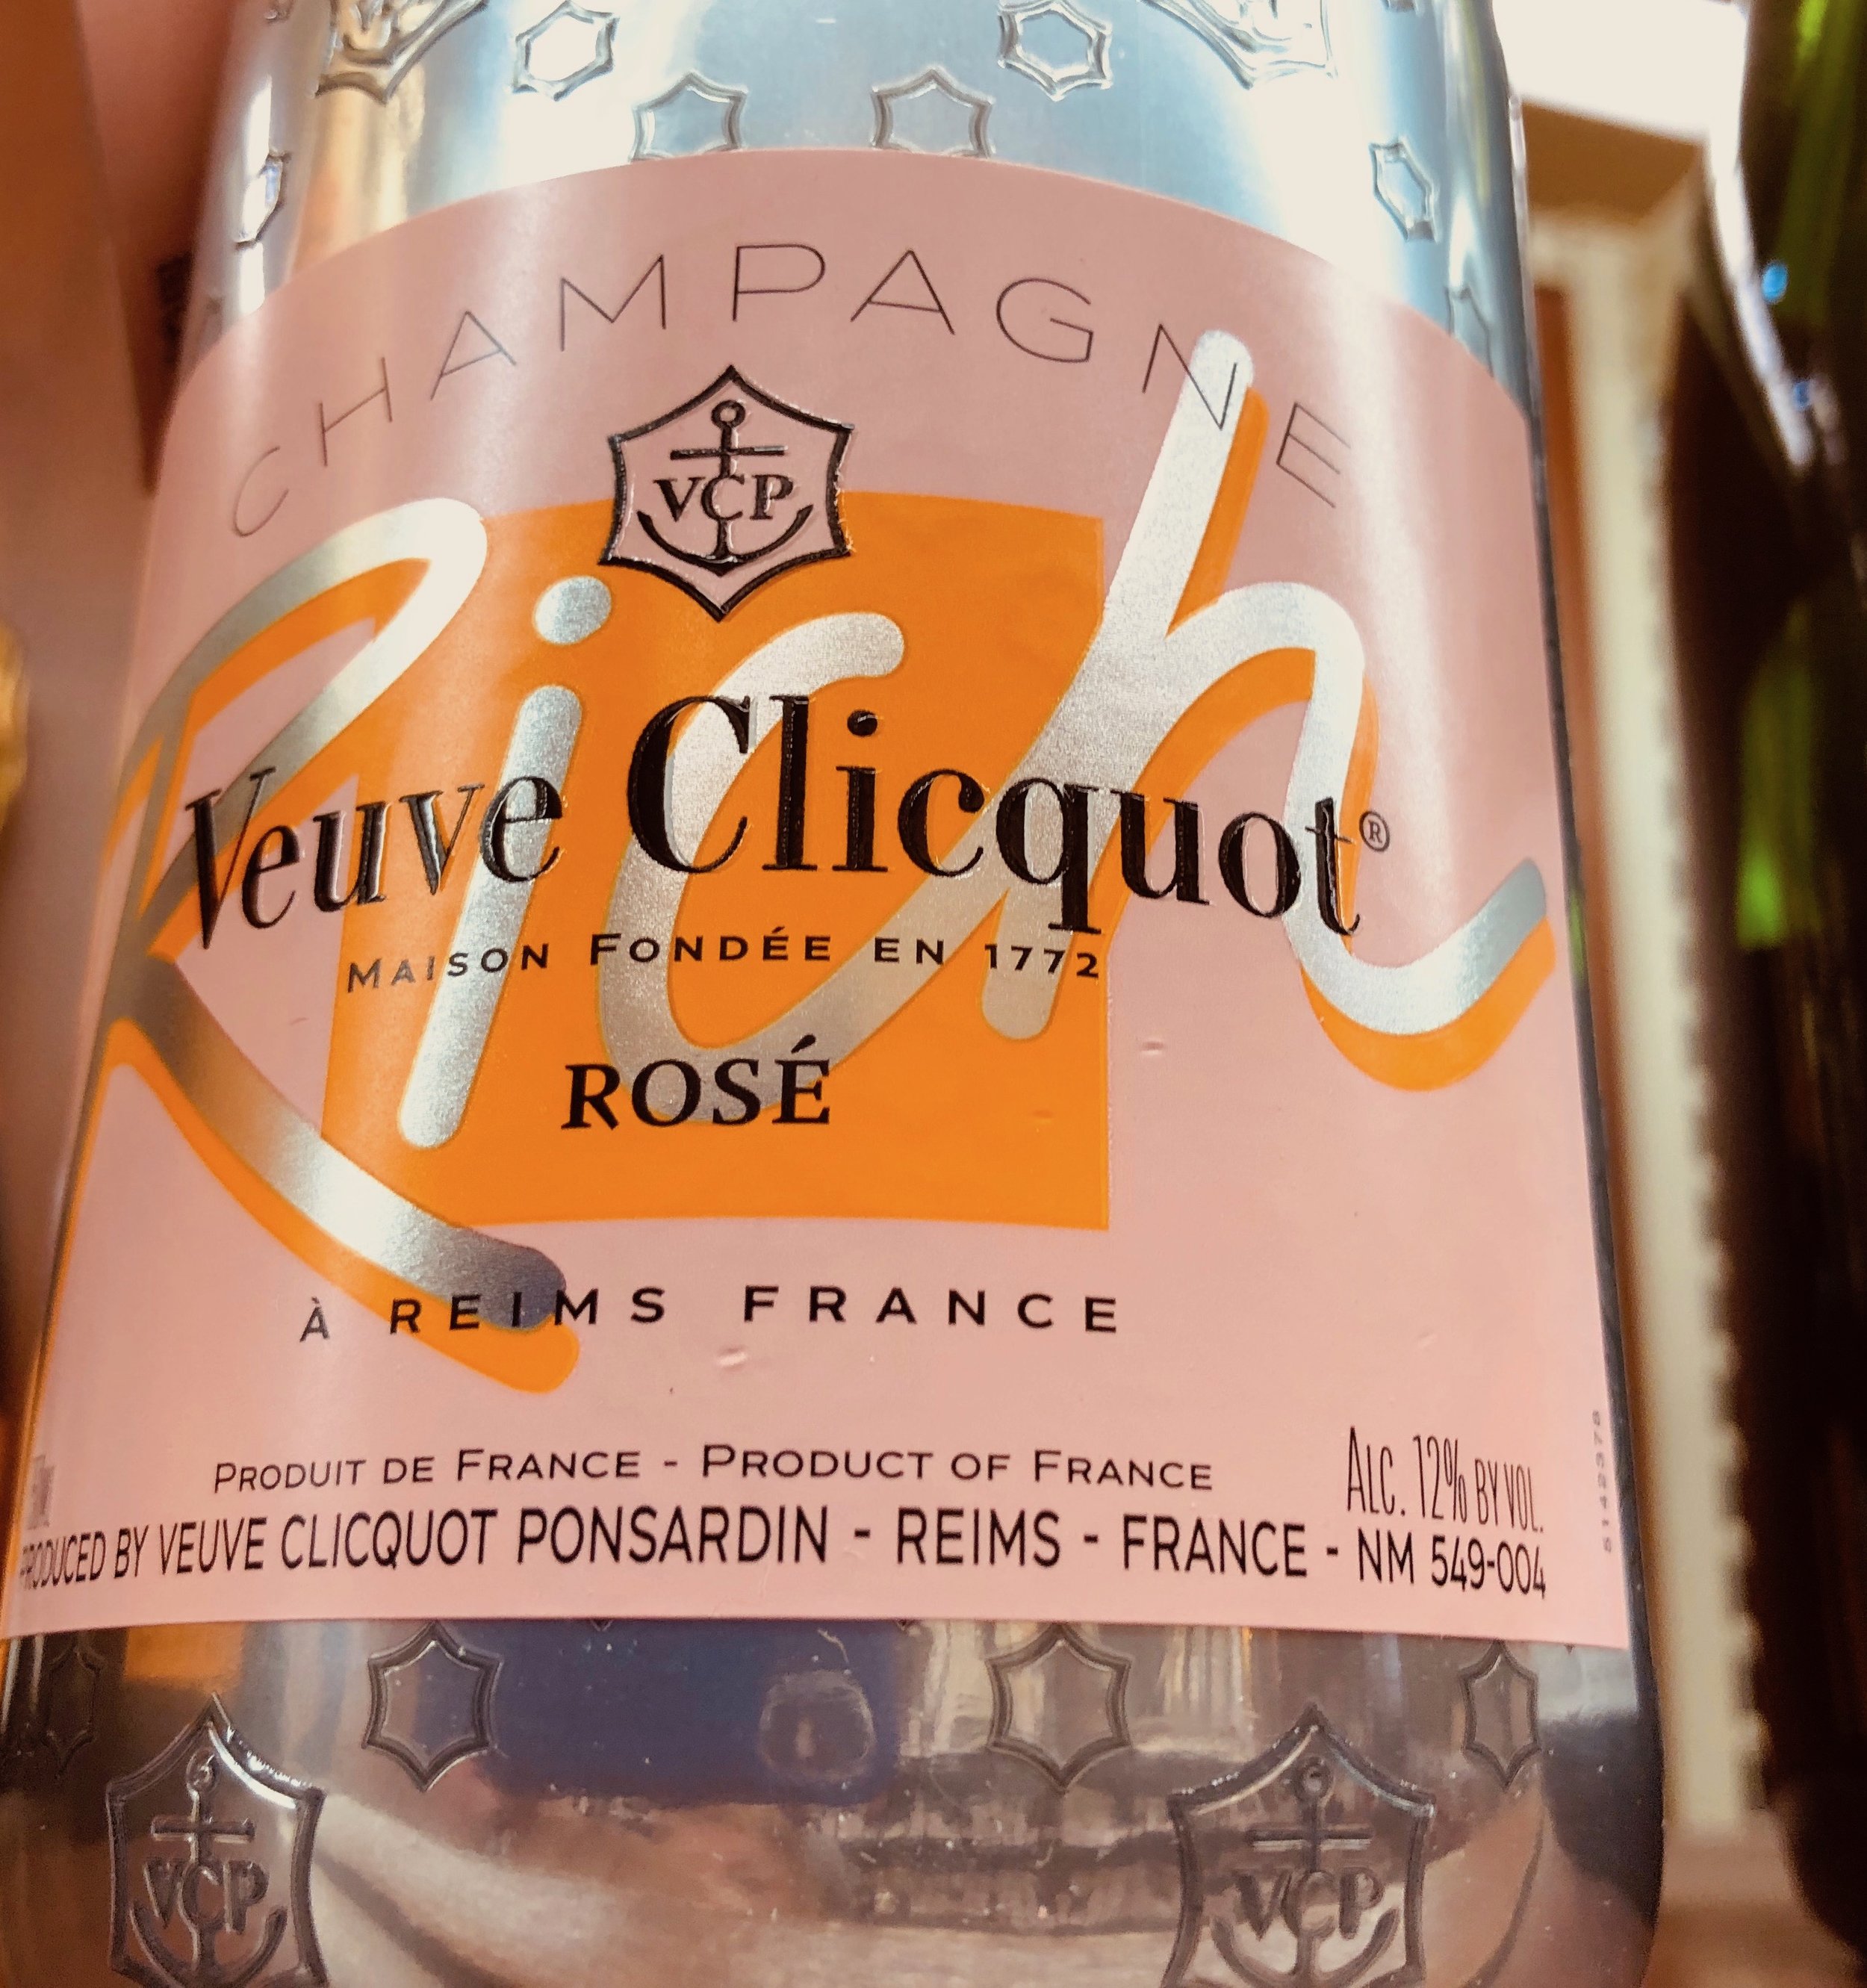 CHAMPAGNE
VCP
Rich
Veuve Clicquot®
MAISON FONDÉE EN 1772
ROSÉ
À REIMS FRANCE
PRODUIT DE FRANCE - PRODUCT OF FRANCE
ALC. 12% BY VOL.
PRODUCED BY VEUVE CLICQUOT PONSARDIN - REIMS - FRANCE - NM 549-004
VCP
VCP